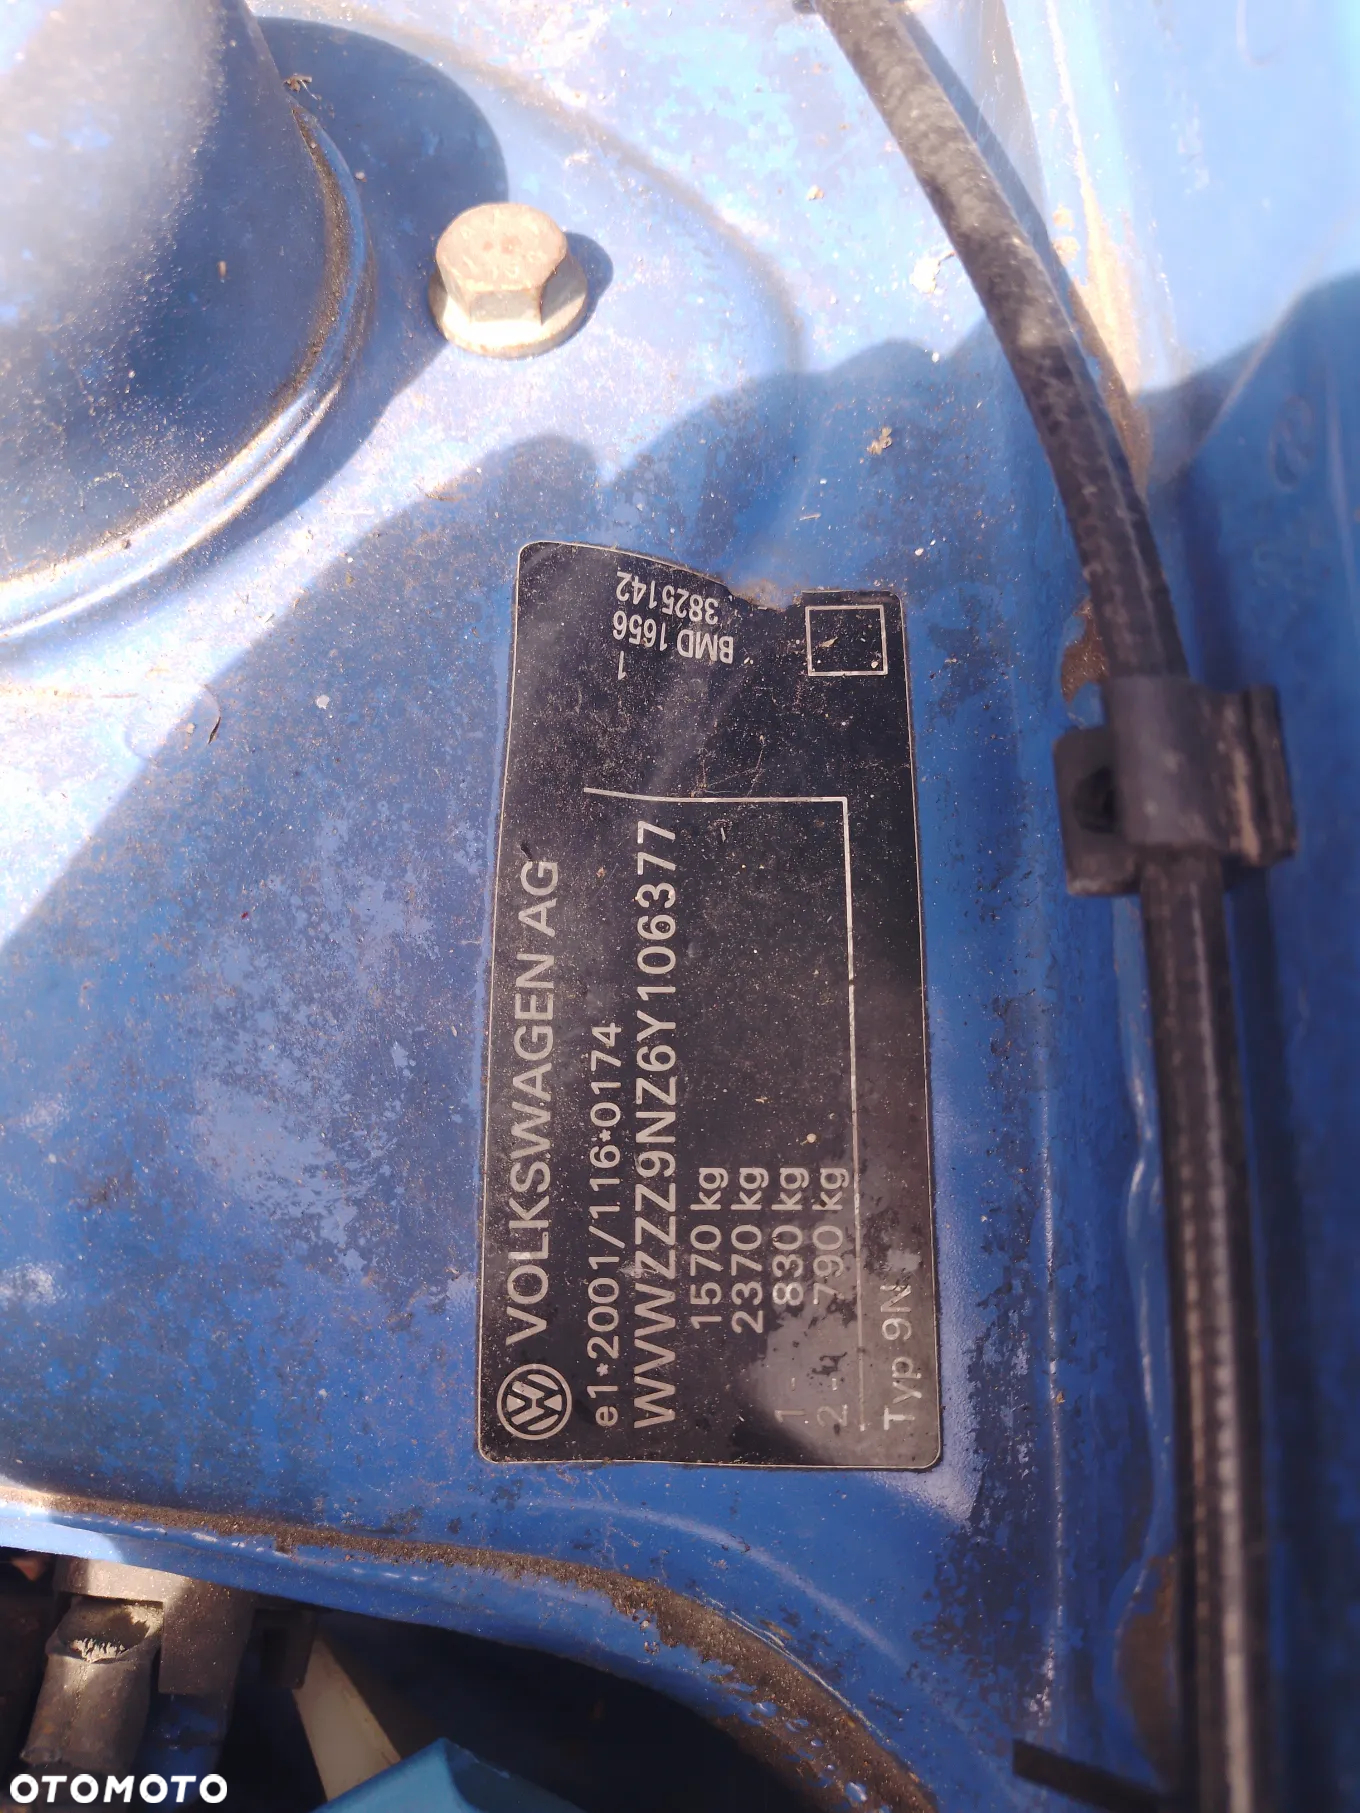 VOLKSWAGEN AG
e1*2001/116*0174
WVWZZZ9NZ6Y106377
1570 kg
2370 kg
1 - 830 kg
2 - 790 kg
Typ 9N
1
BMD 1656
3825142
OTOMOTO